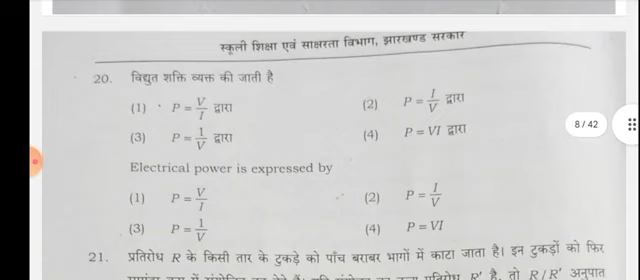 स्कूली शिक्षा एवं साक्षरता विभाग, झारखण्ड सरकार
20. विद्युत शक्ति व्यक्त की जाती है
(1) P = V/I द्वारा (2) P = I/V द्वारा
(3) P = 1/V द्वारा (4) P = VI द्वारा
8 / 42
Electrical power is expressed by
(1) P = V/I (2) P = I/V
(3) P = 1/V (4) P = VI
21. प्रतिरोध R के किसी तार के टुकड़े को पाँच बराबर भागों में काटा जाता है। इन टुकड़ों को फिर
R' है, तो R/R' अनुपात